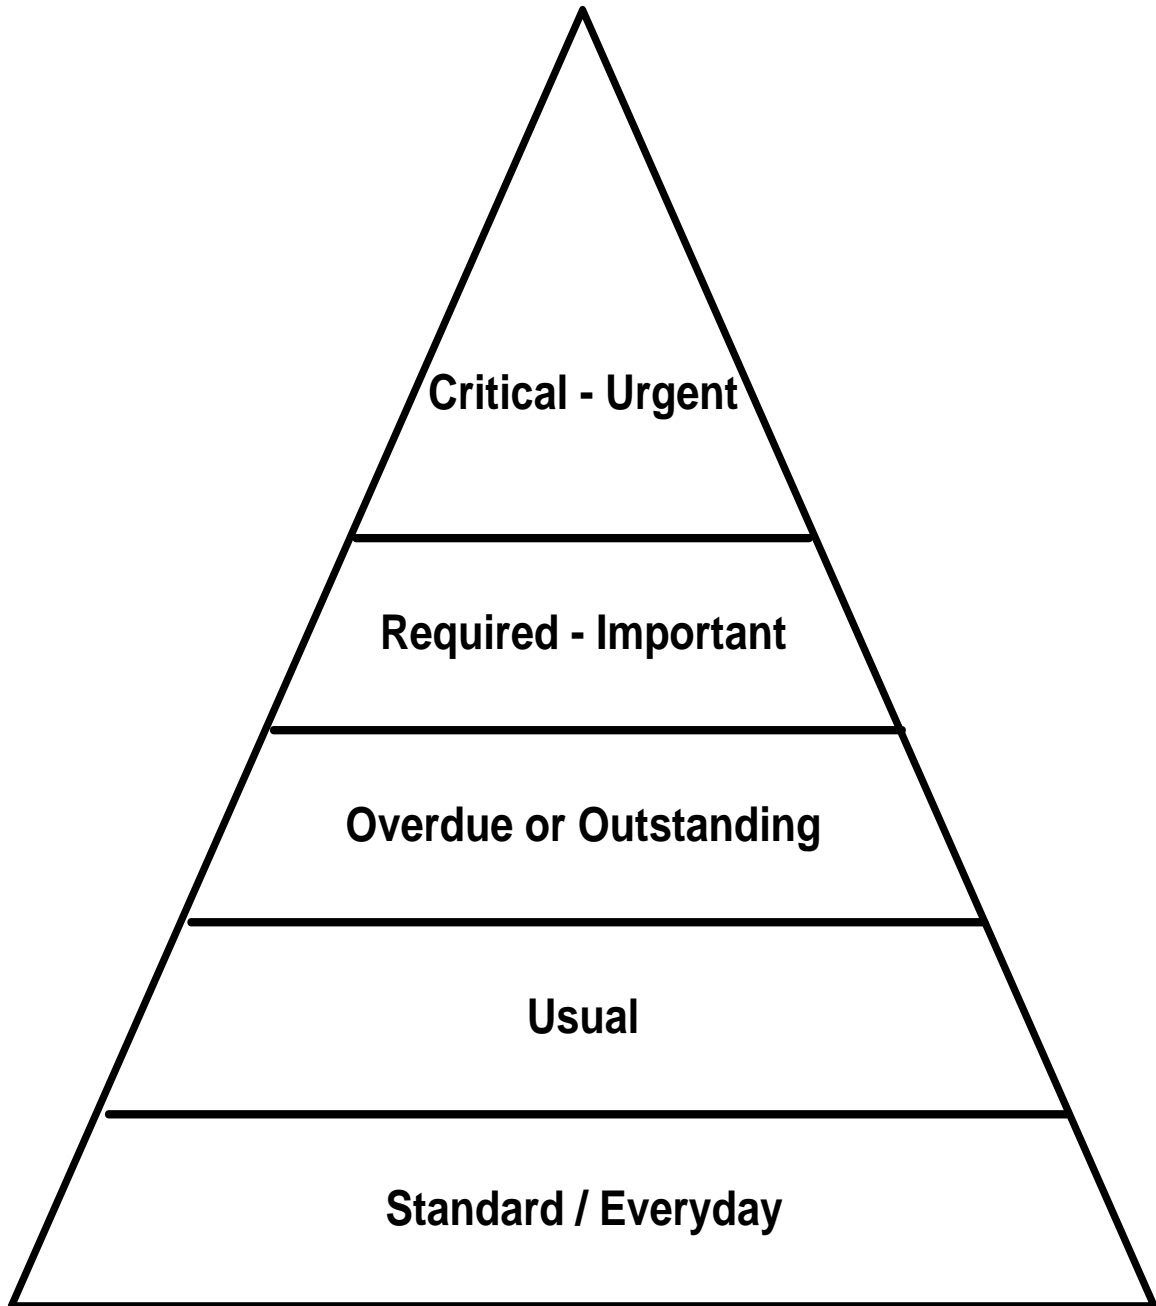 Critical - Urgent
Required - Important
Overdue or Outstanding
Usual
Standard / Everyday